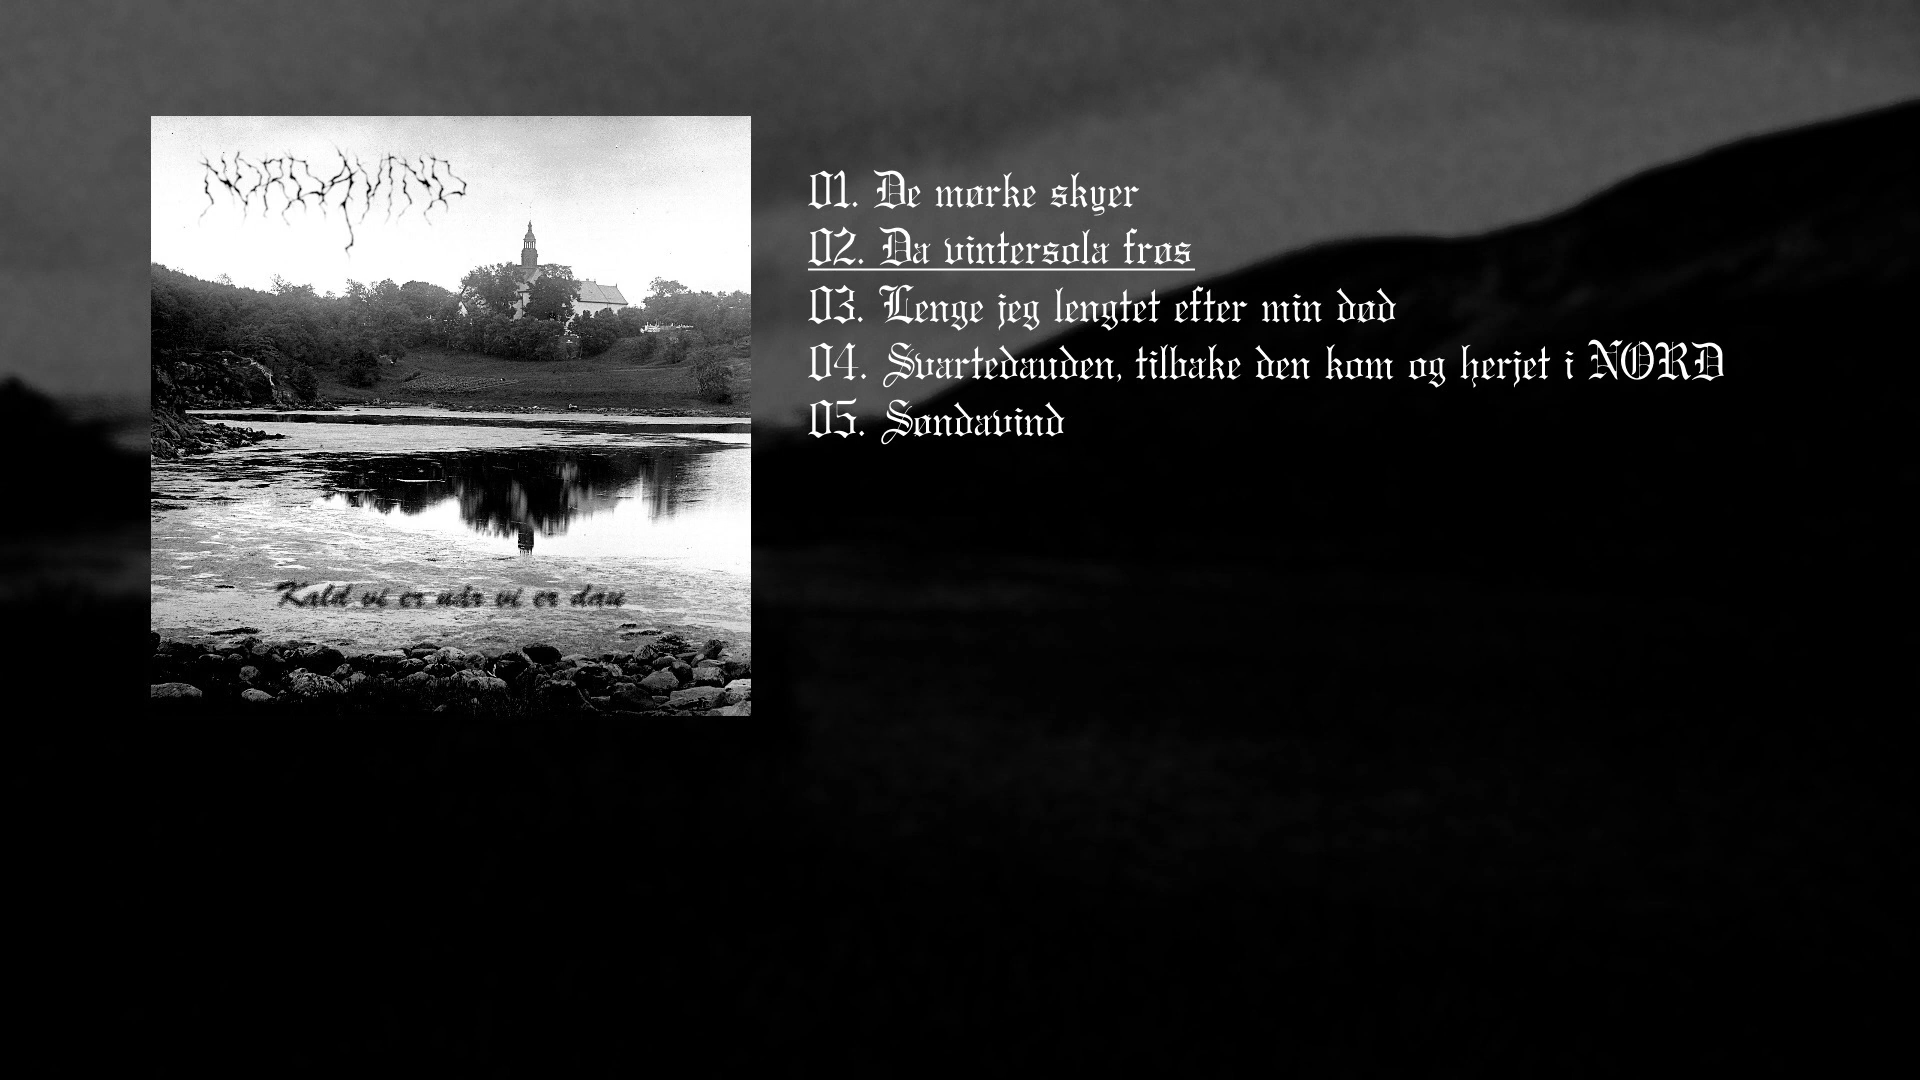 NORDAVIND
Kald vi er når vi er dau
01. De mørke skyer
02. Da vintersola frøs
03. Lenge jeg lengtet efter min død
04. Svartedauden, tilbake den kom og herjet i NORD
05. Søndavind